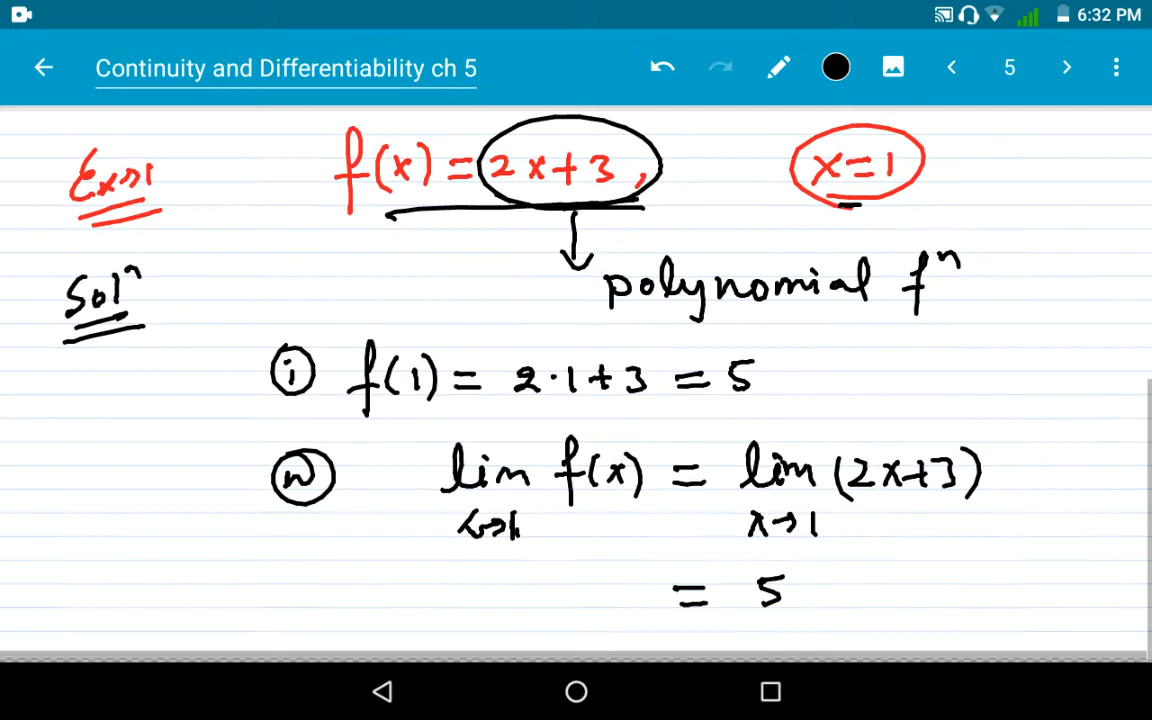 6:32 PM
Continuity and Differentiability ch 5
5
Ex→1 f(x) = 2x+3, x=1
Solⁿ polynomial fⁿ
(i) f(1) = 2·1+3 = 5
lim f(x) = lim (2x+3)
x→1 x→1
= 5